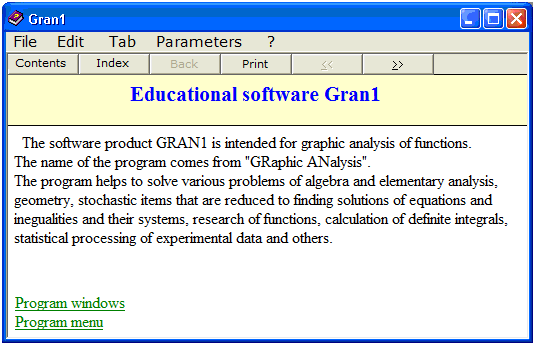 Gran1
File Edit Tab Parameters ?
Contents Index Back Print << >>
Educational software Gran1
The software product GRAN1 is intended for graphic analysis of functions.
The name of the program comes from "GRaphic ANalysis".
The program helps to solve various problems of algebra and elementary analysis,
geometry, stochastic items that are reduced to finding solutions of equations and
inegualities and their systems, research of functions, calculation of definite integrals,
statistical processing of experimental data and others.
Program windows
Program menu